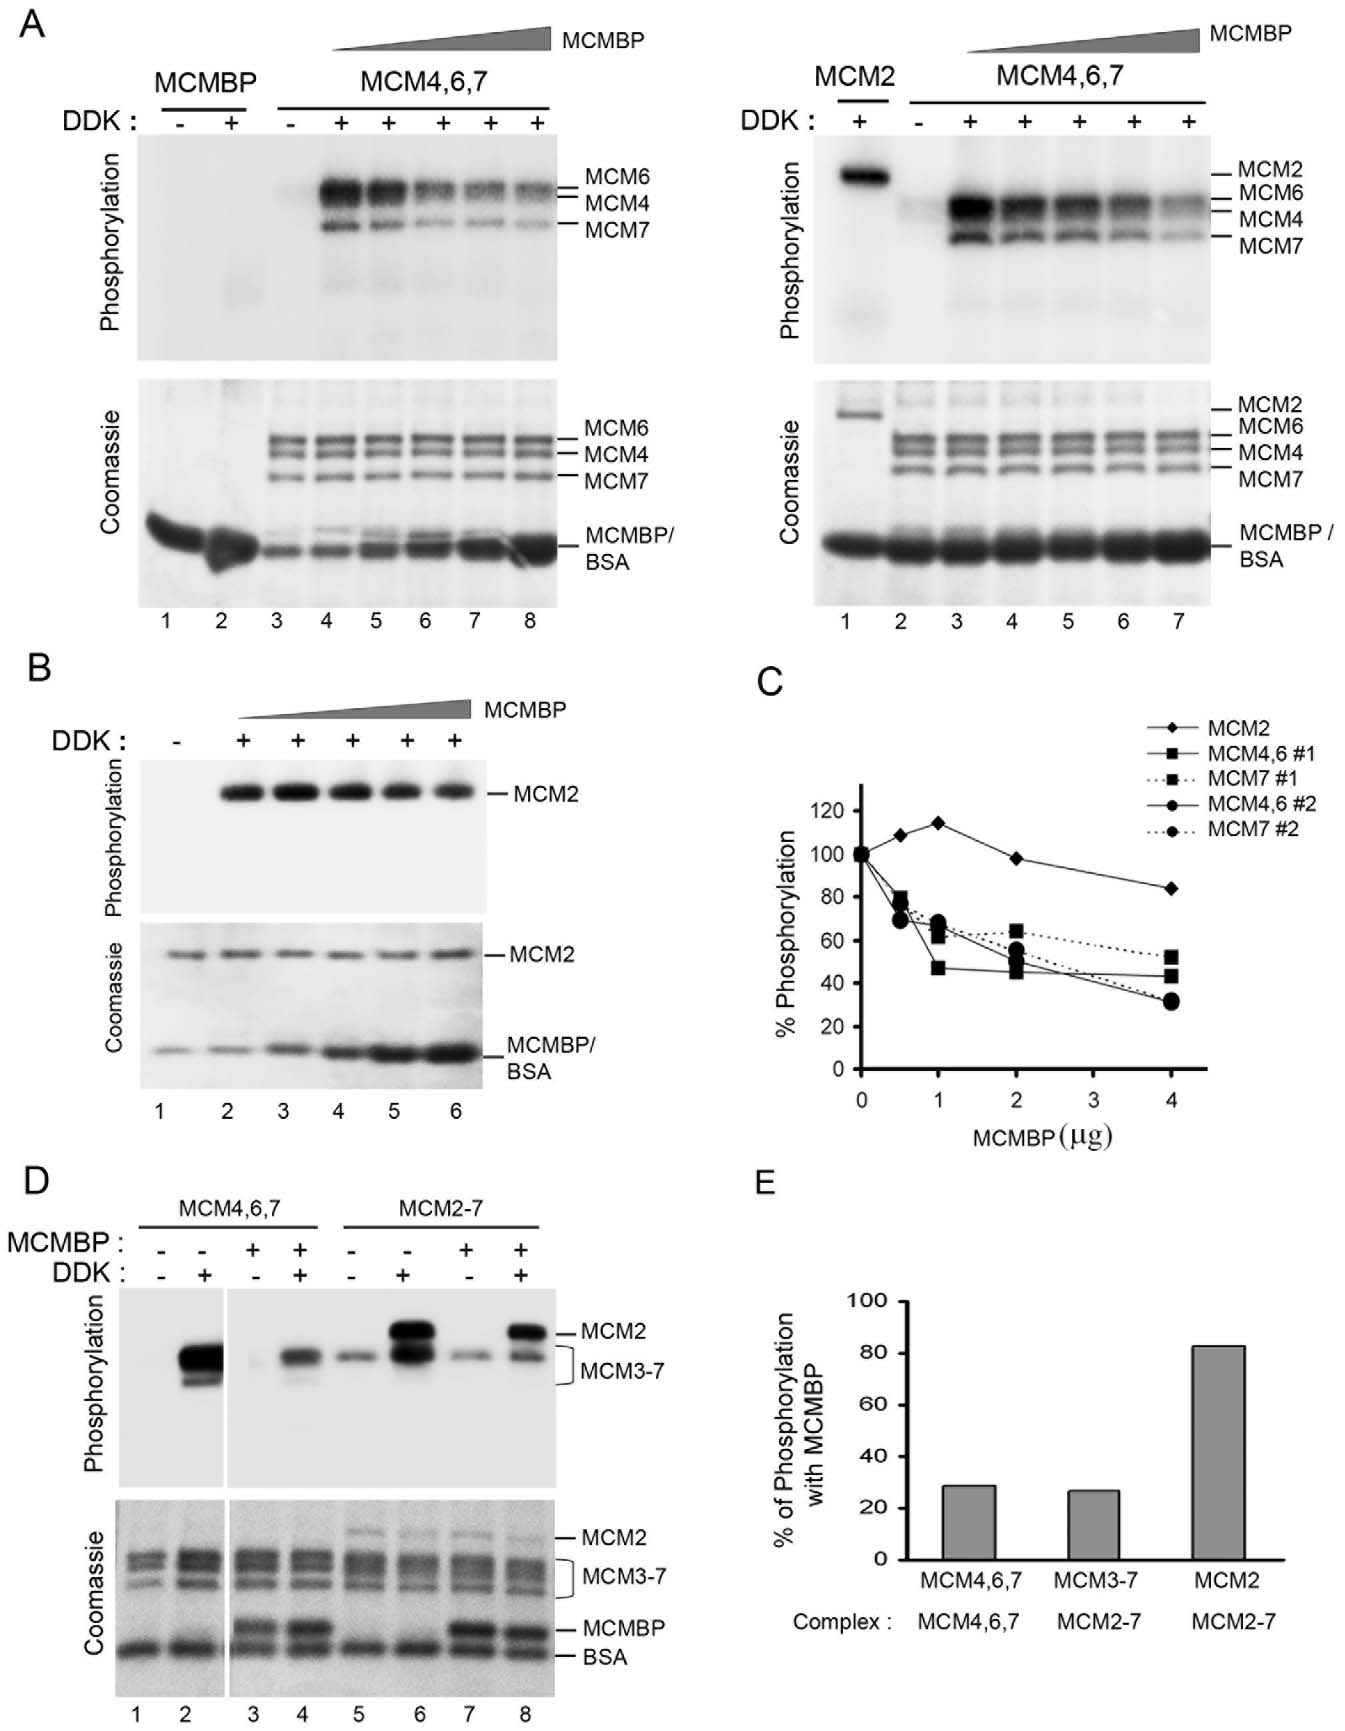 A
MCMBP
MCMBP MCM4,6,7
DDK : - + - + + + + +
Phosphorylation
MCM6
MCM4
MCM7
Coomassie
MCM6
MCM4
MCM7
MCMBP/
BSA
1 2 3 4 5 6 7 8
MCMBP
MCM2 MCM4,6,7
DDK : + - + + + + +
Phosphorylation
MCM2
MCM6
MCM4
MCM7
Coomassie
MCM2
MCM6
MCM4
MCM7
MCMBP /
BSA
1 2 3 4 5 6 7
B
MCMBP
DDK : - + + + + +
Phosphorylation
MCM2
Coomassie
MCM2
MCMBP/
BSA
1 2 3 4 5 6
C
MCM2
MCM4,6 #1
MCM7 #1
MCM4,6 #2
MCM7 #2
% Phosphorylation
120
100
80
60
40
20
0
0 1 2 3 4
MCMBP (µg)
D
MCM4,6,7 MCM2-7
MCMBP : - - + + - - + +
DDK : - + - + - + - +
Phosphorylation
MCM2
MCM3-7
Coomassie
MCM2
MCM3-7
MCMBP
BSA
1 2 3 4 5 6 7 8
E
% of Phosphorylation
with MCMBP
100
80
60
40
20
0
MCM4,6,7 MCM3-7 MCM2
Complex : MCM4,6,7 MCM2-7 MCM2-7